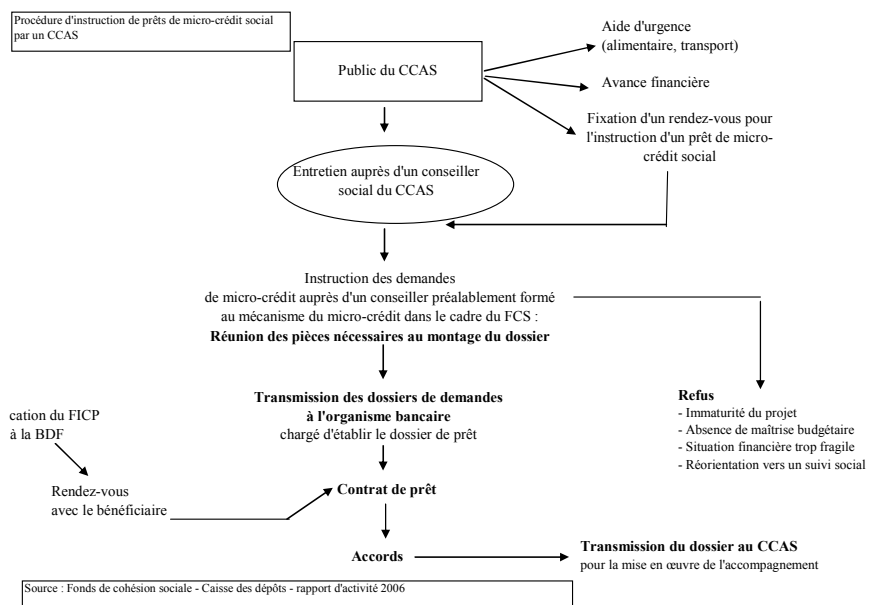 Procédure d'instruction de prêts de micro-crédit social
par un CCAS
Public du CCAS
Aide d'urgence
(alimentaire, transport)
Avance financière
Fixation d'un rendez-vous pour
l'instruction d'un prêt de micro-
crédit social
Entretien auprès d'un conseiller
social du CCAS
Instruction des demandes
de micro-crédit auprès d'un conseiller préalablement formé
au mécanisme du micro-crédit dans le cadre du FCS :
Réunion des pièces nécessaires au montage du dossier
Refus
- Immaturité du projet
- Absence de maîtrise budgétaire
- Situation financière trop fragile
- Réorientation vers un suivi social
Transmission des dossiers de demandes
à l'organisme bancaire
chargé d'établir le dossier de prêt
cation du FICP
à la BDF
Rendez-vous
avec le bénéficiaire
Contrat de prêt
Accords
Transmission du dossier au CCAS
pour la mise en œuvre de l'accompagnement
Source : Fonds de cohésion sociale - Caisse des dépôts - rapport d'activité 2006